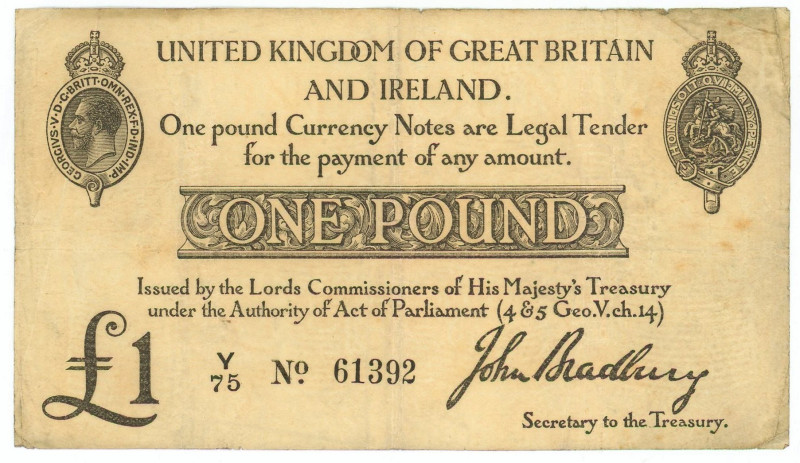 UNITED KINGDOM OF GREAT BRITAIN
AND IRELAND.
GEORGIVS·V·D·G·BRITT·OMN·REX·F·D·IND·IMP·
HONI·SOIT·QVI·MAL·Y·PENSE
One pound Currency Notes are Legal Tender
for the payment of any amount.
ONE POUND
Issued by the Lords Commissioners of His Majesty's Treasury
under the Authority of Act of Parliament (4 & 5 Geo.V.ch.14)
£1
Y/75 Nº 61392
John Bradbury
Secretary to the Treasury.